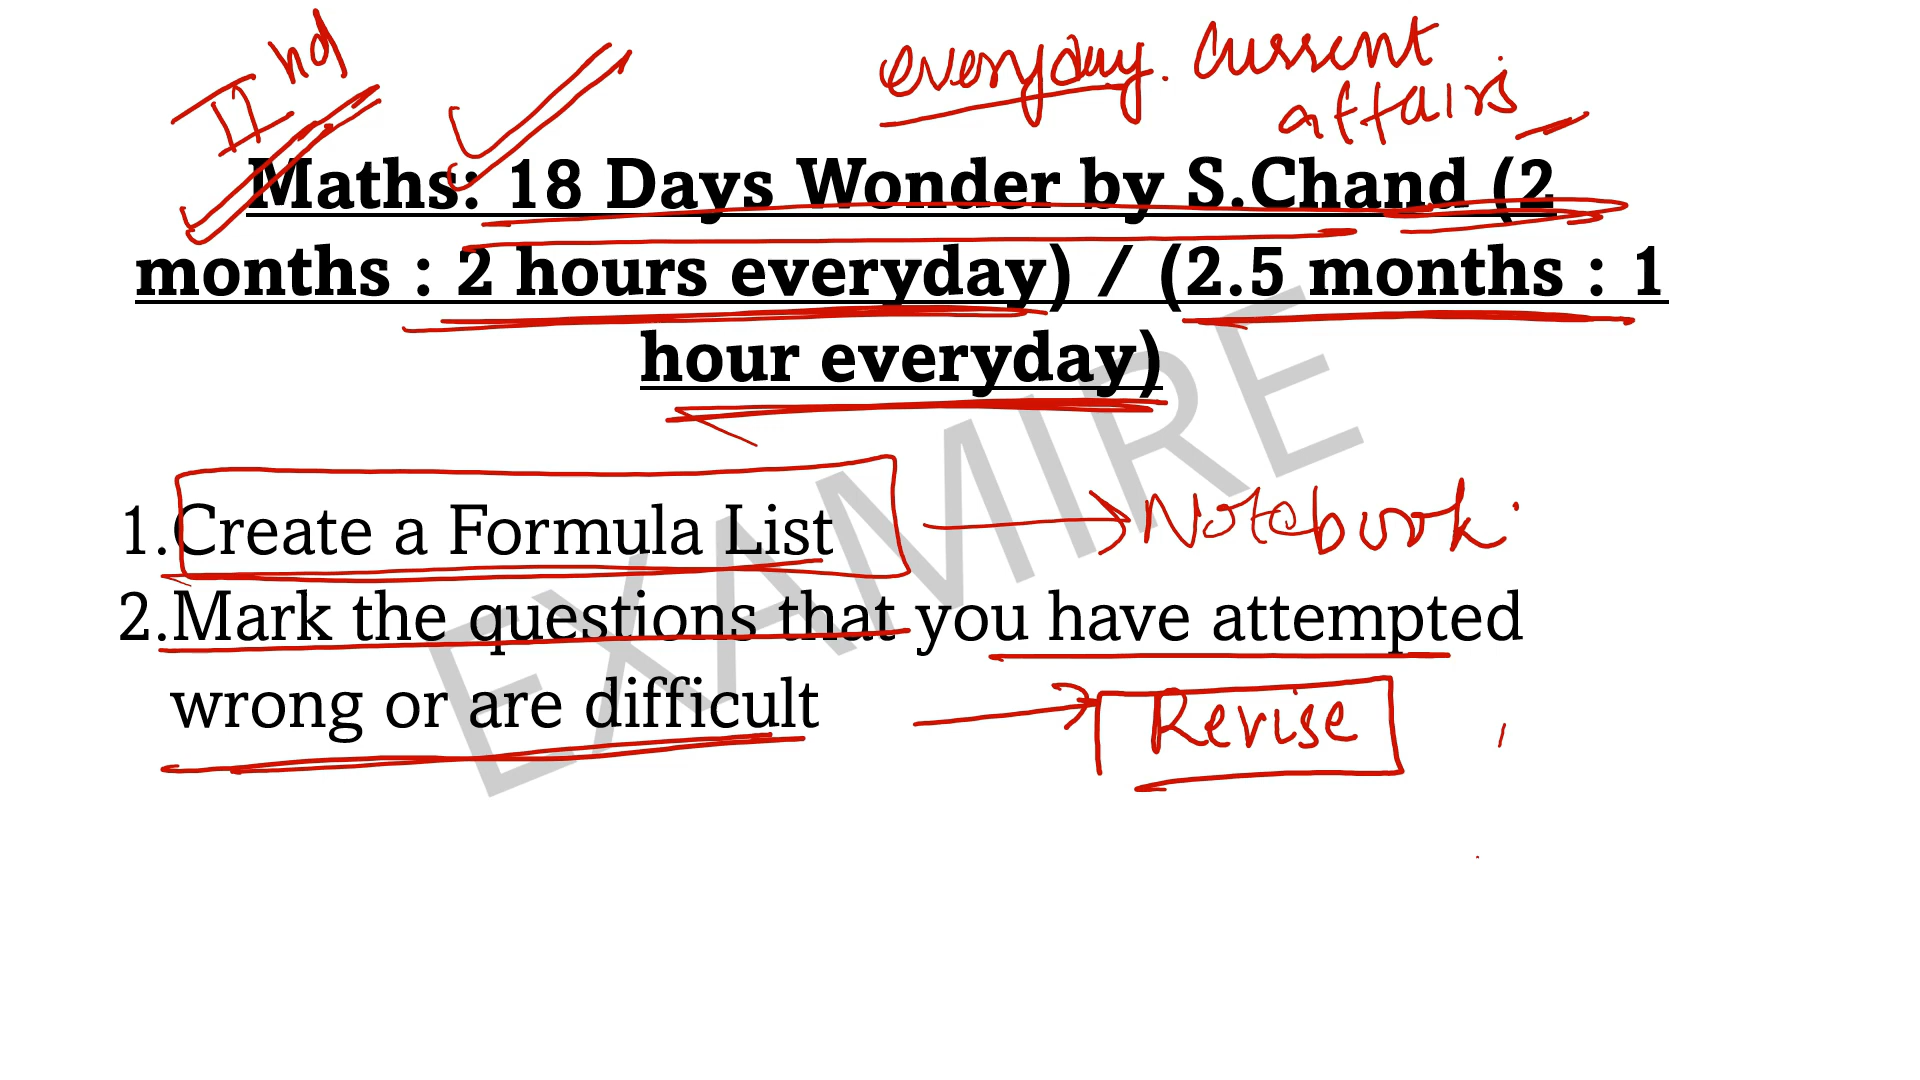 IInd
everyday. Current
affairs
Maths: 18 Days Wonder by S.Chand (2
months : 2 hours everyday) / (2.5 months : 1
hour everyday)
1.Create a Formula List → Notebook.
2.Mark the questions that you have attempted
wrong or are difficult → Revise
EXAMIRE